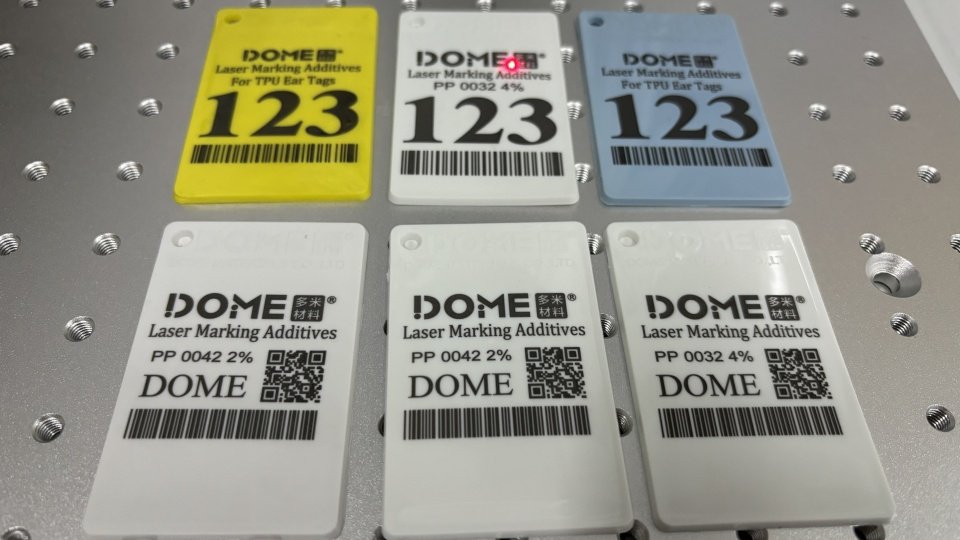 DOME®
Laser Marking Additives
For TPU Ear Tags
123
DOME®
Laser Marking Additives
PP 0032 4%
123
DOME®
Laser Marking Additives
For TPU Ear Tags
123
DOME 多米材料®
Laser Marking Additives
PP 0042 2%
DOME
DOME 多米材料®
Laser Marking Additives
PP 0042 2%
DOME
DOME 多米材料®
Laser Marking Additives
PP 0032 4%
DOME